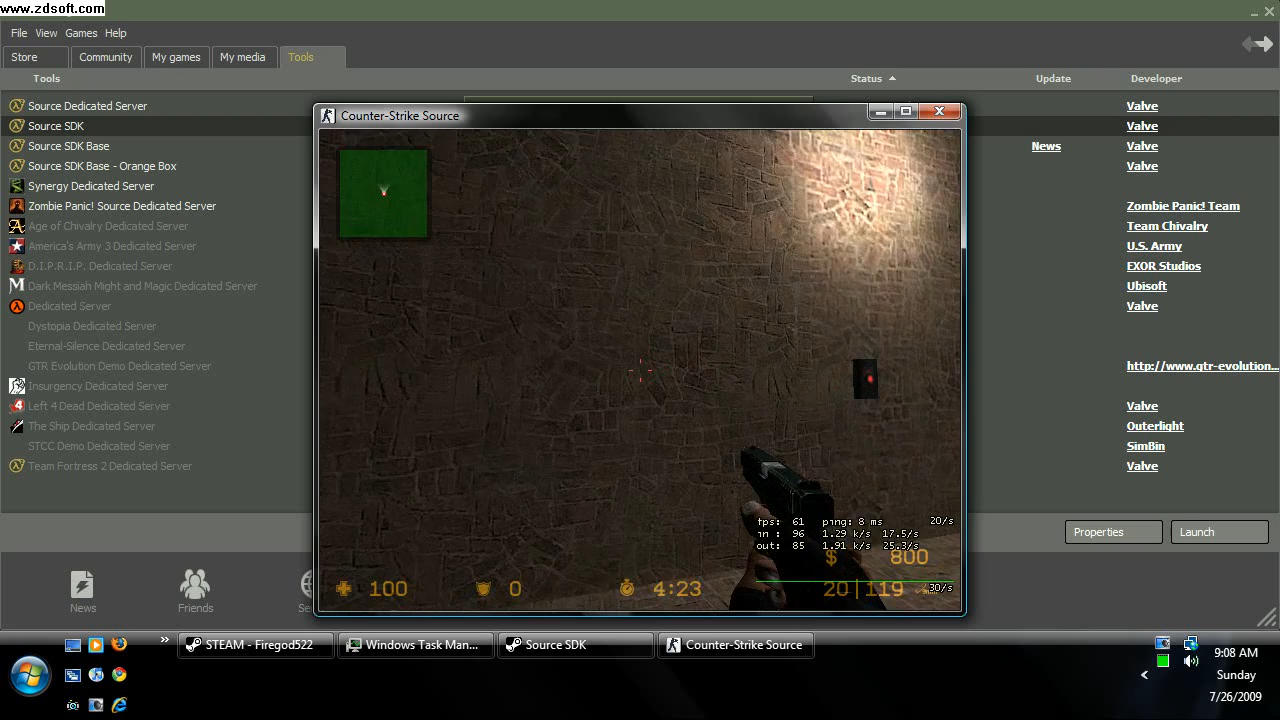 www.zdsoft.com
File View Games Help
Store Community My games My media Tools
Tools Status Update Developer
Source Dedicated Server Valve
Source SDK Valve
Source SDK Base News Valve
Source SDK Base - Orange Box Valve
Synergy Dedicated Server
Zombie Panic! Source Dedicated Server Zombie Panic! Team
Age of Chivalry Dedicated Server Team Chivalry
America's Army 3 Dedicated Server U.S. Army
D.I.P.R.I.P. Dedicated Server EXOR Studios
Dark Messiah Might and Magic Dedicated Server Ubisoft
Dedicated Server Valve
Dystopia Dedicated Server
Eternal-Silence Dedicated Server
GTR Evolution Demo Dedicated Server http://www.gtr-evolution...
Insurgency Dedicated Server
Left 4 Dead Dedicated Server Valve
The Ship Dedicated Server Outerlight
STCC Demo Dedicated Server SimBin
Team Fortress 2 Dedicated Server Valve
Counter-Strike Source
fps: 61 ping: 8 ms 20/s
in : 96 1.29 k/s 17.5/s
out: 85 1.91 k/s 25.3/s
$ 800
100 0 4:23 20|119 30/s
Properties Launch
News Friends Se
STEAM - Firegod522 Windows Task Man... Source SDK Counter-Strike Source
9:08 AM
Sunday
7/26/2009